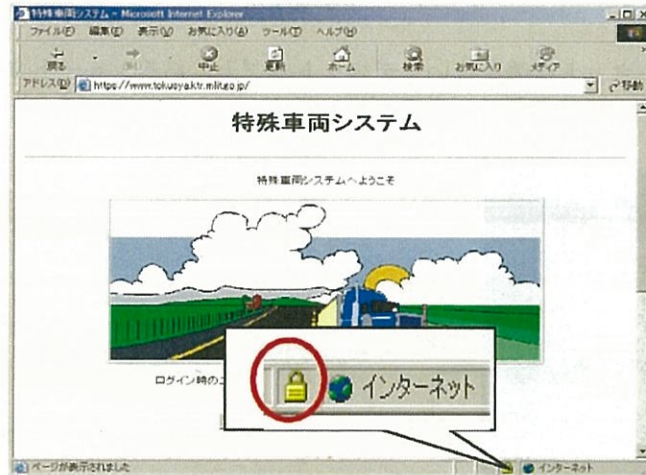 特殊車両システム - Microsoft Internet Explorer
ファイル(F) 編集(E) 表示(V) お気に入り(A) ツール(T) ヘルプ(H)
戻る 中止 更新 ホーム 検索 お気に入り メディア
アドレス(D) https://www.tokusya.ktr.mlit.go.jp/ 移動
特殊車両システム
特殊車両システムへようこそ
ログイン時の
インターネット
ページが表示されました インターネット